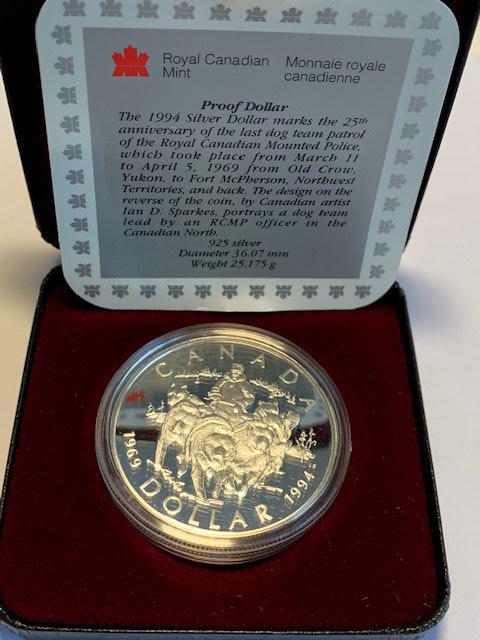 Royal Canadian Mint
Monnaie royale canadienne
Proof Dollar
The 1994 Silver Dollar marks the 25th
anniversary of the last dog team patrol
of the Royal Canadian Mounted Police,
which took place from March 11
to April 5, 1969 from Old Crow,
Yukon, to Fort McPherson, Northwest
Territories, and back. The design on the
reverse of the coin, by Canadian artist
Ian D. Sparkes, portrays a dog team
lead by an RCMP officer in the
Canadian North.
925 silver
Diameter 36.07 mm
Weight 25.175 g
CANADA
1969
DOLLAR
1994